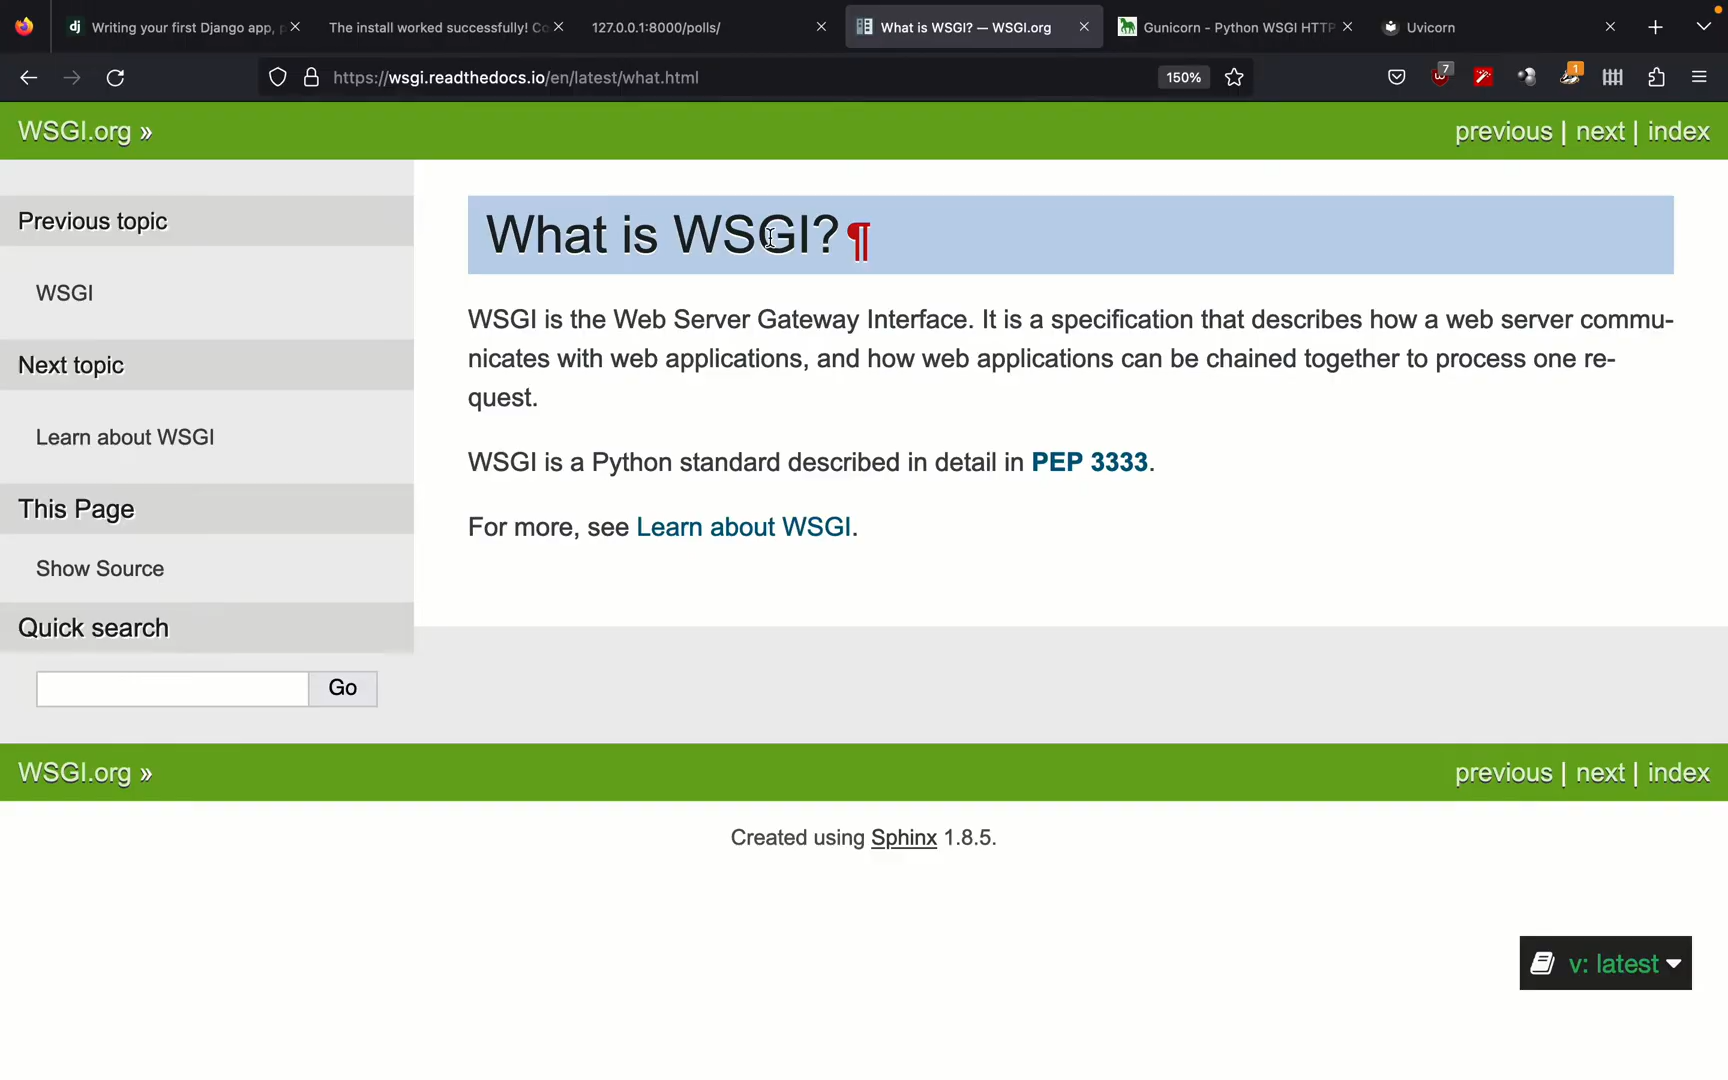 Writing your first Django app, p
The install worked successfully! Co
127.0.0.1:8000/polls/
What is WSGI? — WSGI.org
Gunicorn - Python WSGI HTTP
Uvicorn
https://wsgi.readthedocs.io/en/latest/what.html
150%
7
1
WSGI.org »
previous | next | index
Previous topic
WSGI
Next topic
Learn about WSGI
This Page
Show Source
Quick search
Go
What is WSGI?¶
WSGI is the Web Server Gateway Interface. It is a specification that describes how a web server commu-
nicates with web applications, and how web applications can be chained together to process one re-
quest.
WSGI is a Python standard described in detail in PEP 3333.
For more, see Learn about WSGI.
WSGI.org »
previous | next | index
Created using Sphinx 1.8.5.
v: latest